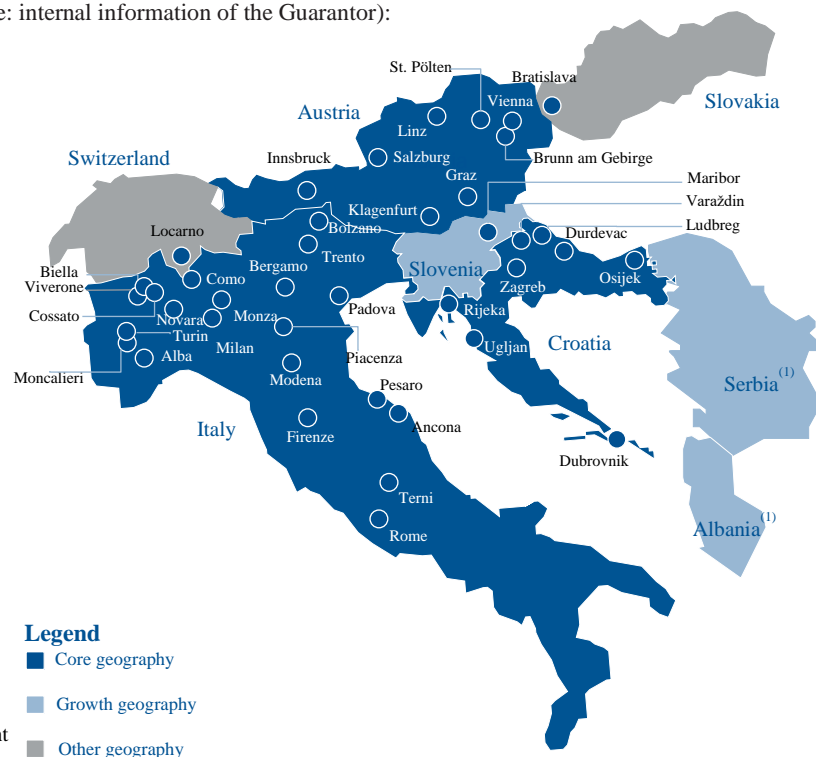 e: internal information of the Guarantor):
St. Pölten
Bratislava
Vienna
Slovakia
Austria
Linz
Switzerland
Innsbruck
Salzburg
Brunn am Gebirge
Graz
Maribor
Varaždin
Klagenfurt
Locarno
Bolzano
Durdevac
Ludbreg
Trento
Biella
Bergamo
Slovenia
Zagreb
Osijek
Viverone
Como
Cossato
Novara
Monza
Padova
Rijeka
Turin
Milan
Ugljan
Croatia
Alba
Piacenza
Moncalieri
Modena
Pesaro
Serbia (1)
Italy
Firenze
Ancona
Dubrovnik
Terni
Albania (1)
Rome
Legend
Core geography
Growth geography
nt
Other geography